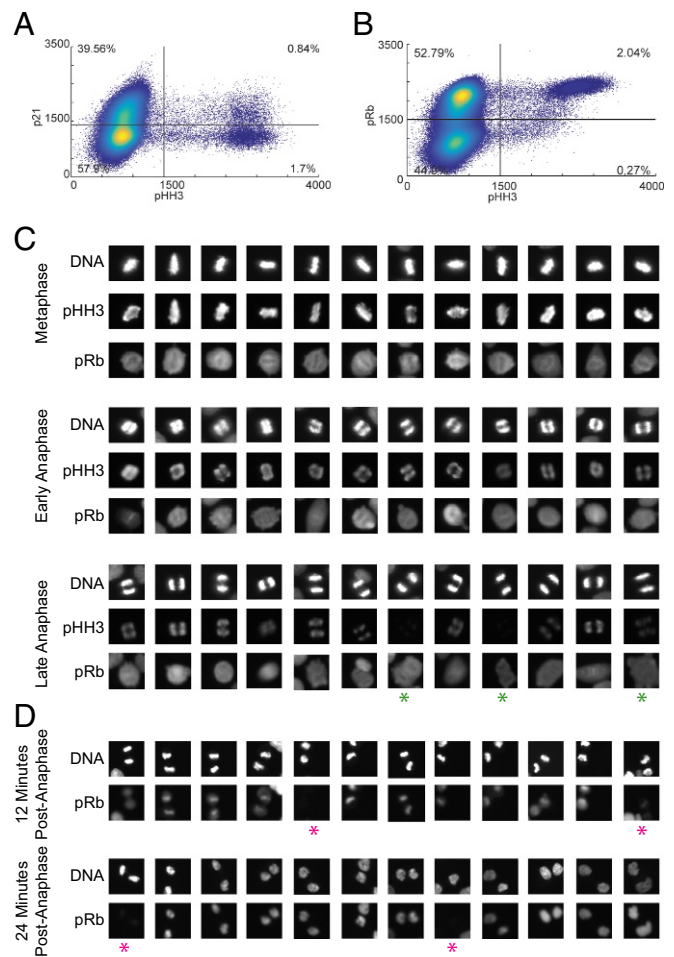 A
B
p21
3500
39.56%
0.84%
1500
0
57.9%
1.7%
1500
4000
pHH3
pRb
3500
52.79%
2.04%
1500
0
0.27%
1500
4000
pHH3
C
Metaphase
DNA
pHH3
pRb
Early Anaphase
DNA
pHH3
pRb
Late Anaphase
DNA
pHH3
pRb
* * *
D
12 Minutes
Post-Anaphase
DNA
pRb
* *
24 Minutes
Post-Anaphase
DNA
pRb
* *